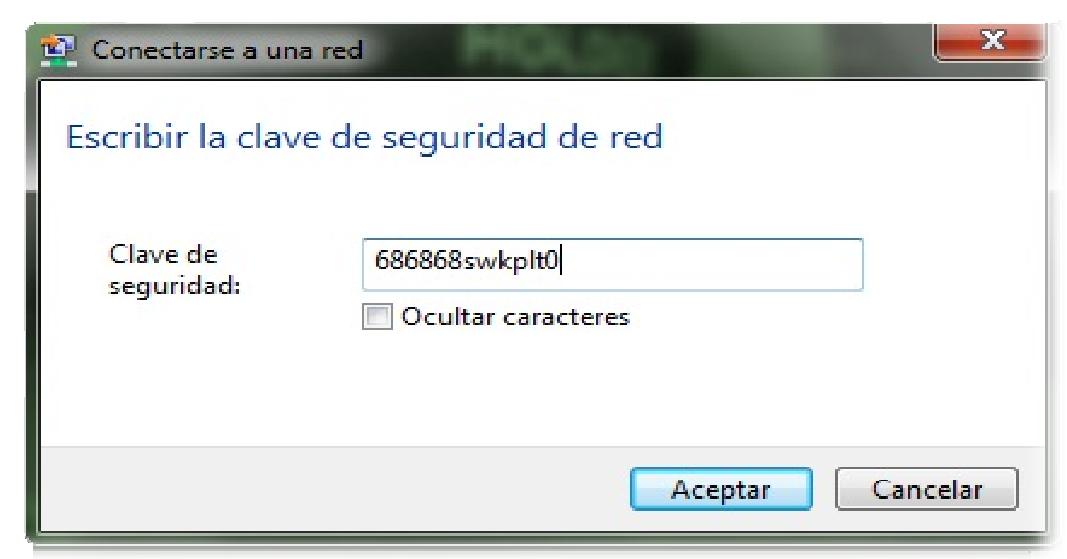 Conectarse a una red
X
Escribir la clave de seguridad de red
Clave de
seguridad:
686868swkplt0
Ocultar caracteres
Aceptar
Cancelar